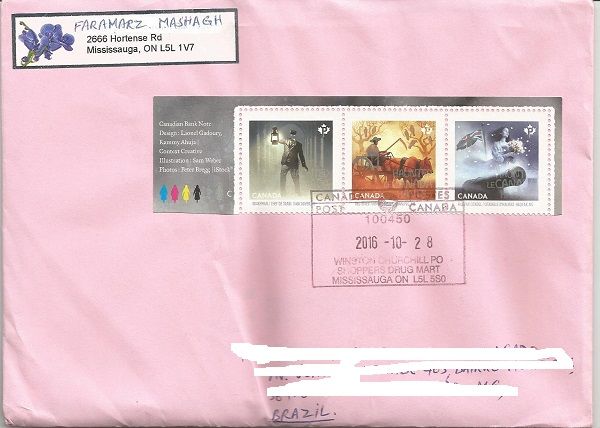 FARAMARZ. MASHAGH
2666 Hortense Rd
Mississauga, ON L5L 1V7
Canadian Bank Note
Design : Lionel Gadoury,
Kammy Ahuja |
Context Creative
Illustration : Sam Weber
Photos : Peter Bregg | iStock
CANADA CANADA CANADA
P P P
CANADA
POST CANADA
100450
2016 -10- 28
WINSTON CHURCHILL PO
SHOPPERS DRUG MART
MISSISSAUGA ON L5L 5S0
BRAZIL.